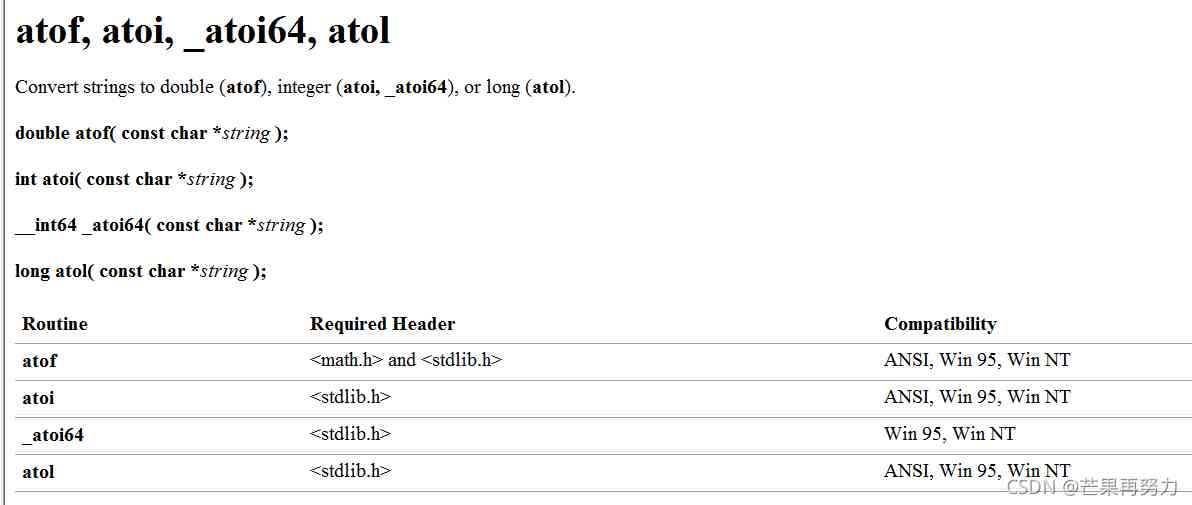 atof, atoi, _atoi64, atol
Convert strings to double (atof), integer (atoi, _atoi64), or long (atol).
double atof( const char *string );
int atoi( const char *string );
__int64 _atoi64( const char *string );
long atol( const char *string );
Routine Required Header Compatibility
atof <math.h> and <stdlib.h> ANSI, Win 95, Win NT
atoi <stdlib.h> ANSI, Win 95, Win NT
_atoi64 <stdlib.h> Win 95, Win NT
atol <stdlib.h> ANSI, Win 95, Win NT
CSDN @芒果再努力